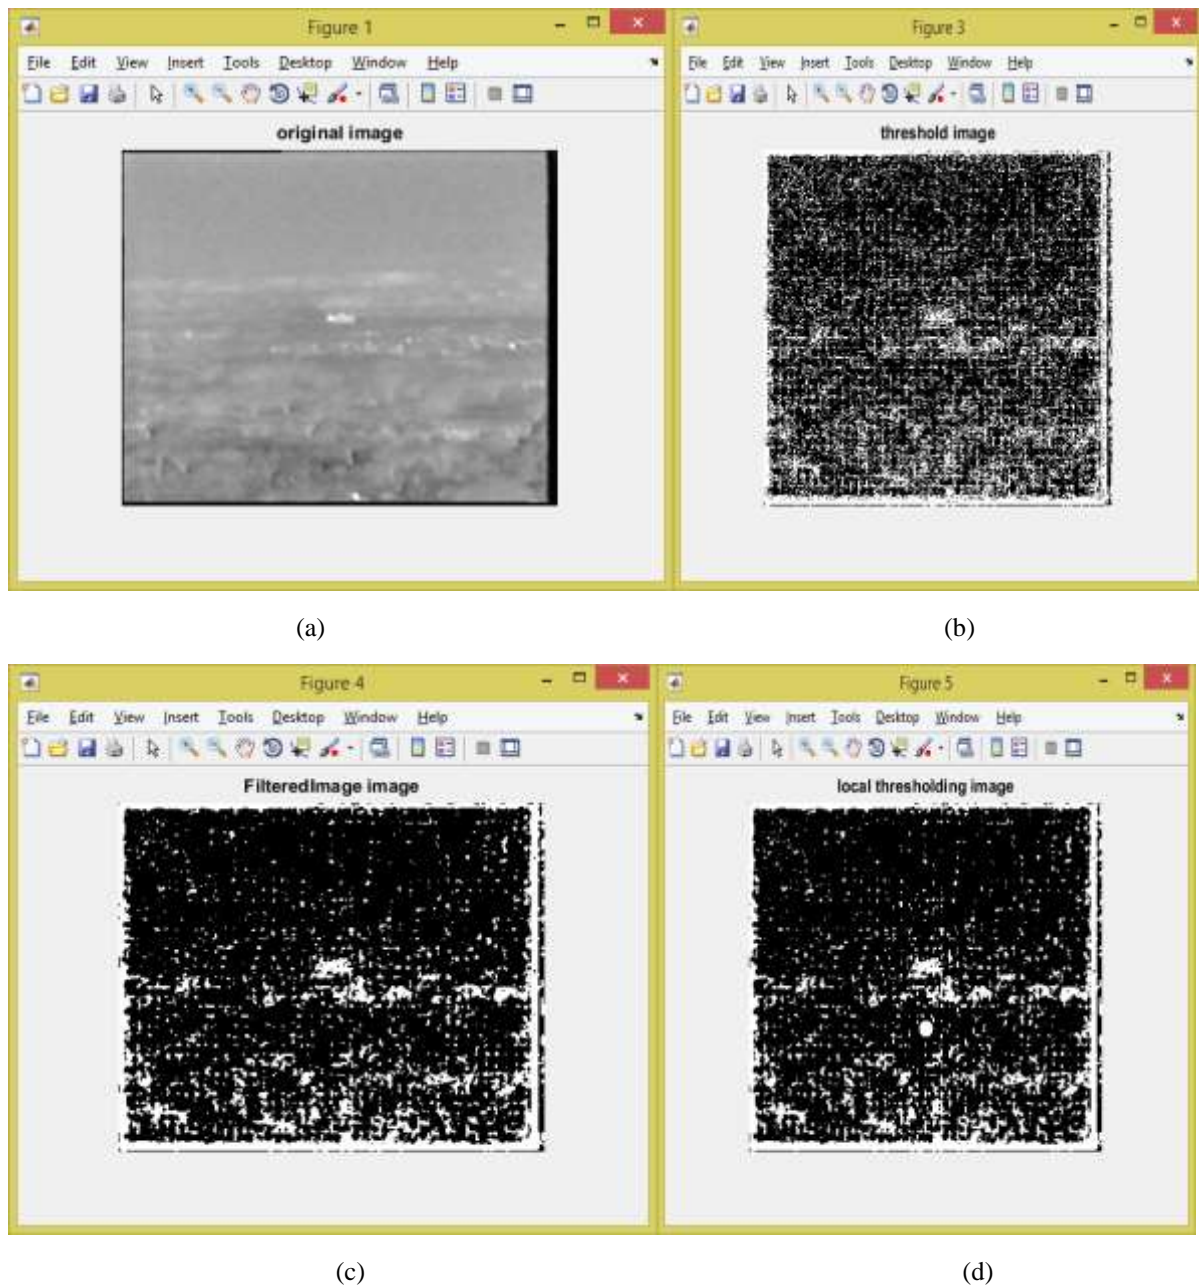 Figure 1
File Edit View Insert Tools Desktop Window Help
original image
(a)
Figure 3
File Edit View Insert Tools Desktop Window Help
threshold image
(b)
Figure 4
File Edit View Insert Tools Desktop Window Help
FilteredImage image
(c)
Figure 5
File Edit View Insert Tools Desktop Window Help
local thresholding image
(d)